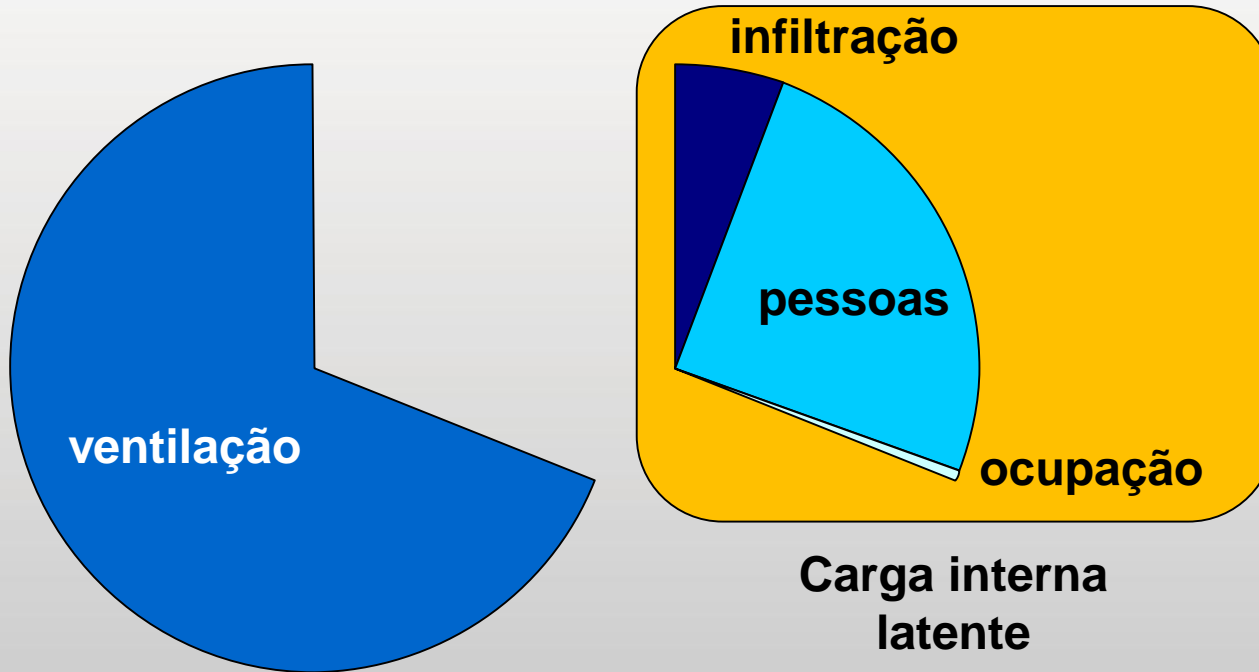 infiltração
pessoas
ventilação
ocupação
Carga interna
latente